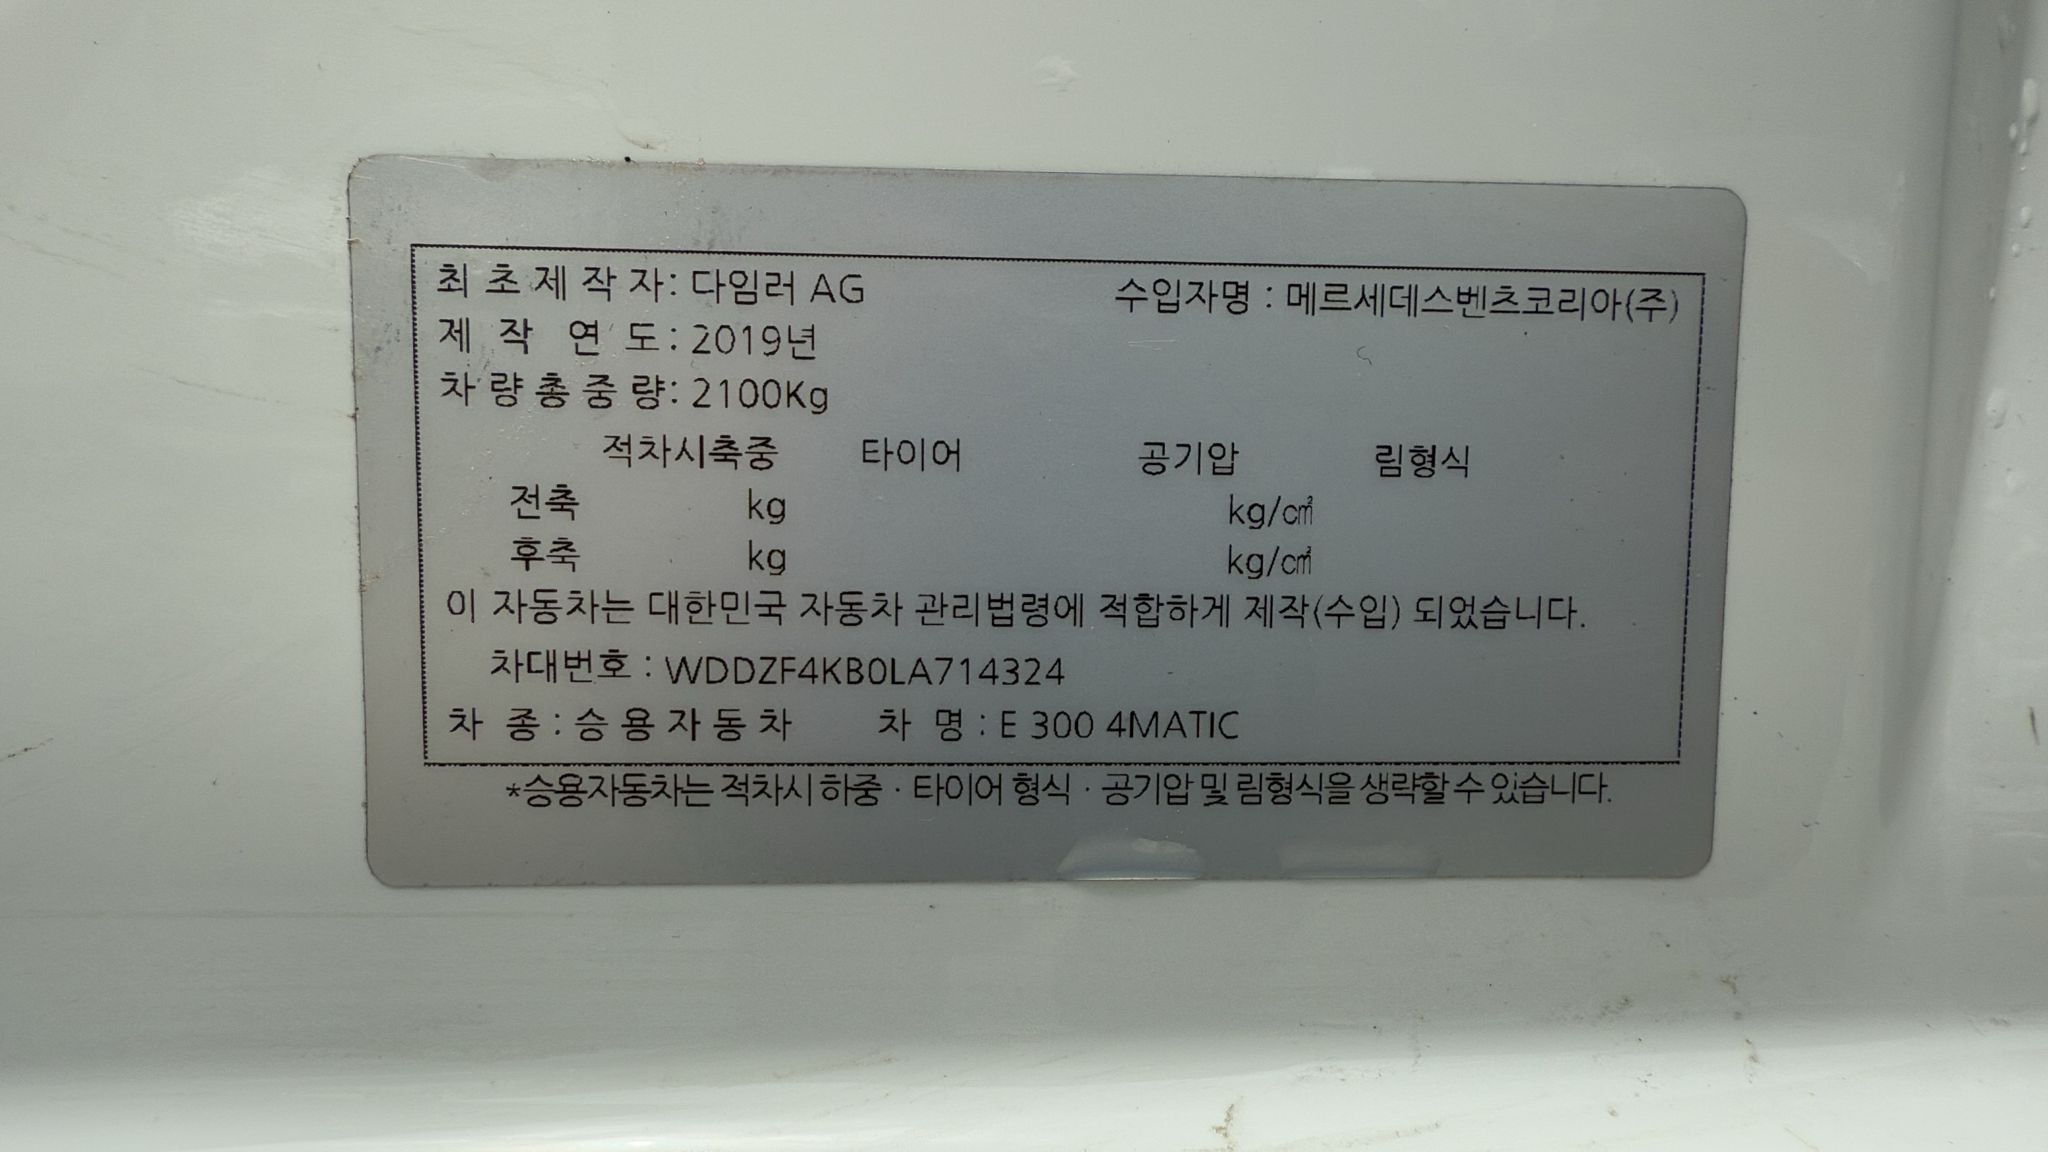 최 초 제 작 자: 다임러 AG 수입자명 : 메르세데스벤츠코리아(주)
제 작 연 도: 2019년
차 량 총 중 량: 2100Kg
적차시축중 타이어 공기압 림형식
전축 kg kg/㎠
후축 kg kg/㎠
이 자동차는 대한민국 자동차 관리법령에 적합하게 제작(수입) 되었습니다.
차대번호 : WDDZF4KB0LA714324
차 종 : 승 용 자 동 차 차 명 : E 300 4MATIC
*승용자동차는 적차시 하중 · 타이어 형식 · 공기압 및 림형식을 생략할 수 있습니다.